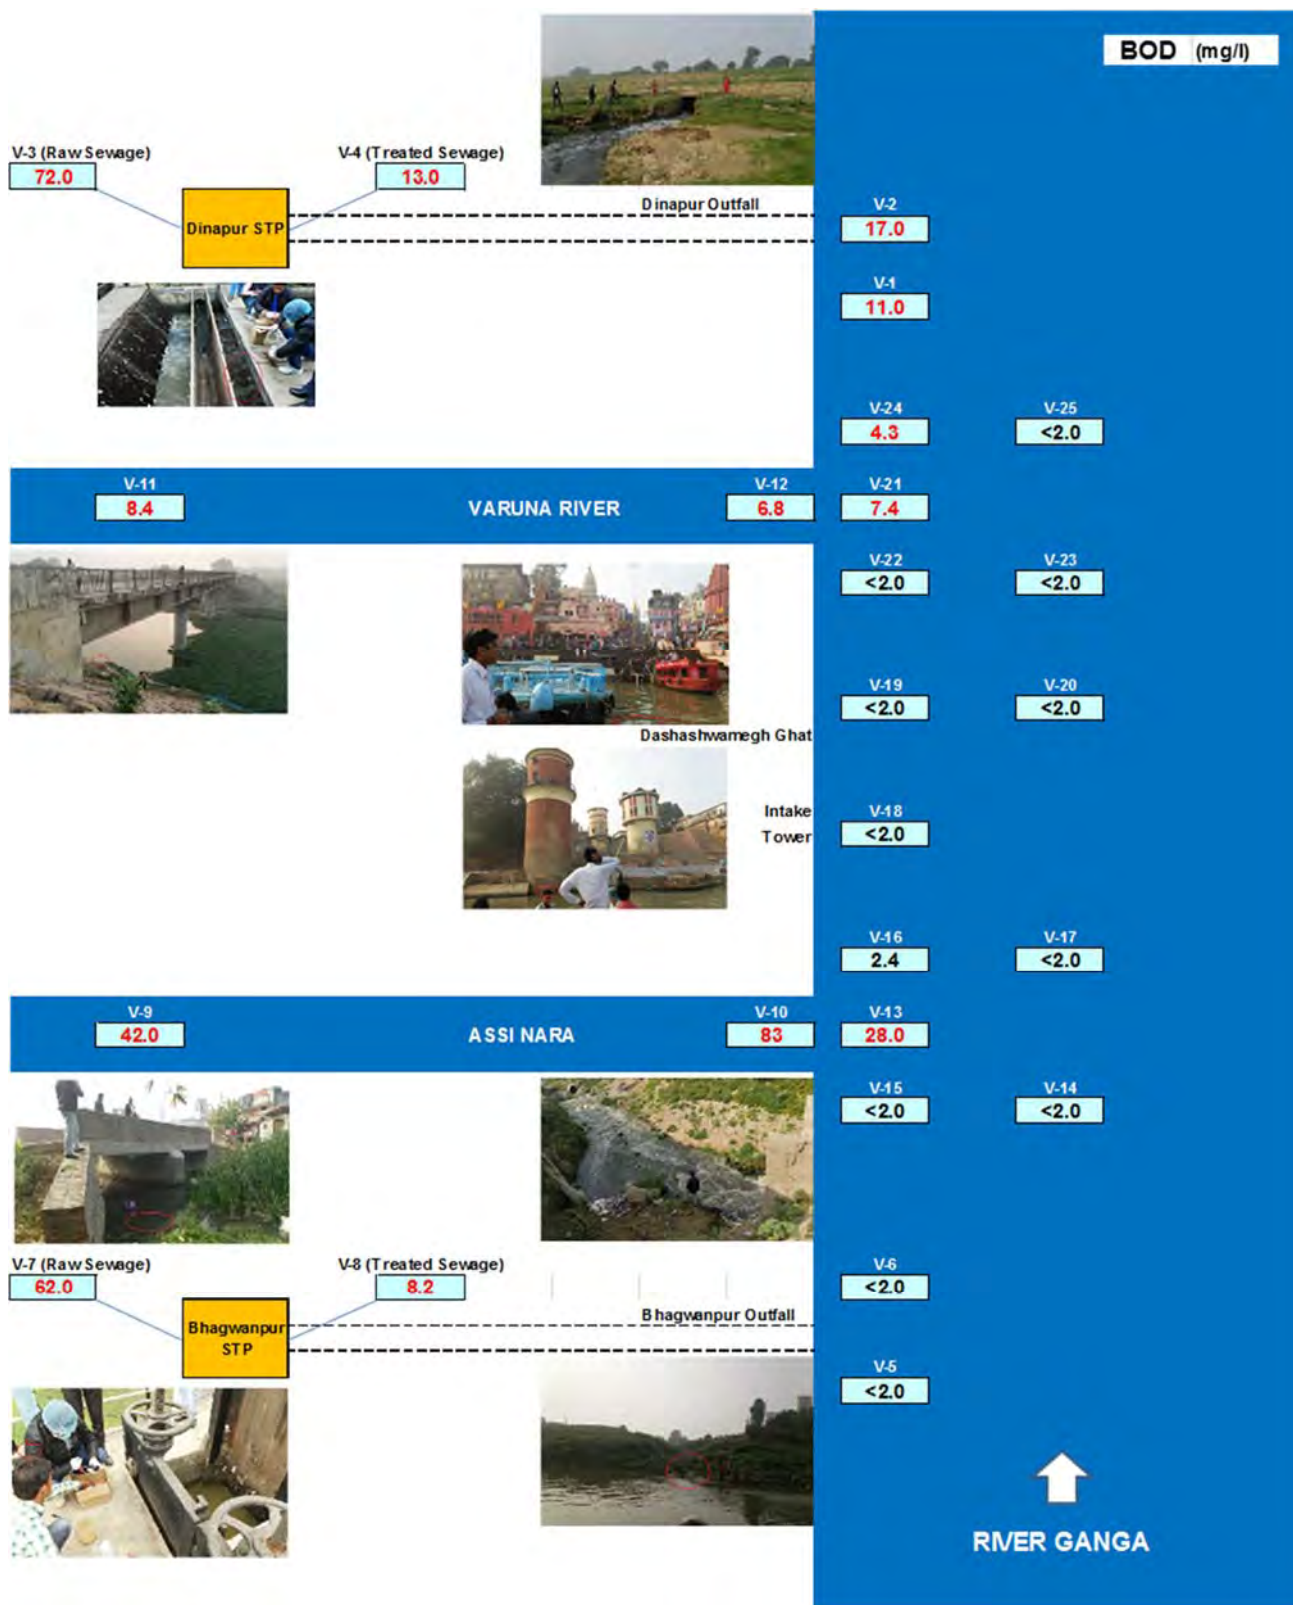 BOD (mg/l)
V-3 (Raw Sewage)
72.0
V-4 (Treated Sewage)
13.0
Dinapur STP
Dinapur Outfall
V-2
17.0
V-1
11.0
V-24
4.3
V-25
<2.0
V-11
8.4
VARUNA RIVER
V-12
6.8
V-21
7.4
V-22
<2.0
V-23
<2.0
V-19
<2.0
V-20
<2.0
Dashashwamegh Ghat
Intake
Tower
V-18
<2.0
V-16
2.4
V-17
<2.0
V-9
42.0
ASSI NARA
V-10
83
V-13
28.0
V-15
<2.0
V-14
<2.0
V-7 (Raw Sewage)
62.0
V-8 (Treated Sewage)
8.2
V-6
<2.0
Bhagwanpur
STP
Bhagwanpur Outfall
V-5
<2.0
RIVER GANGA